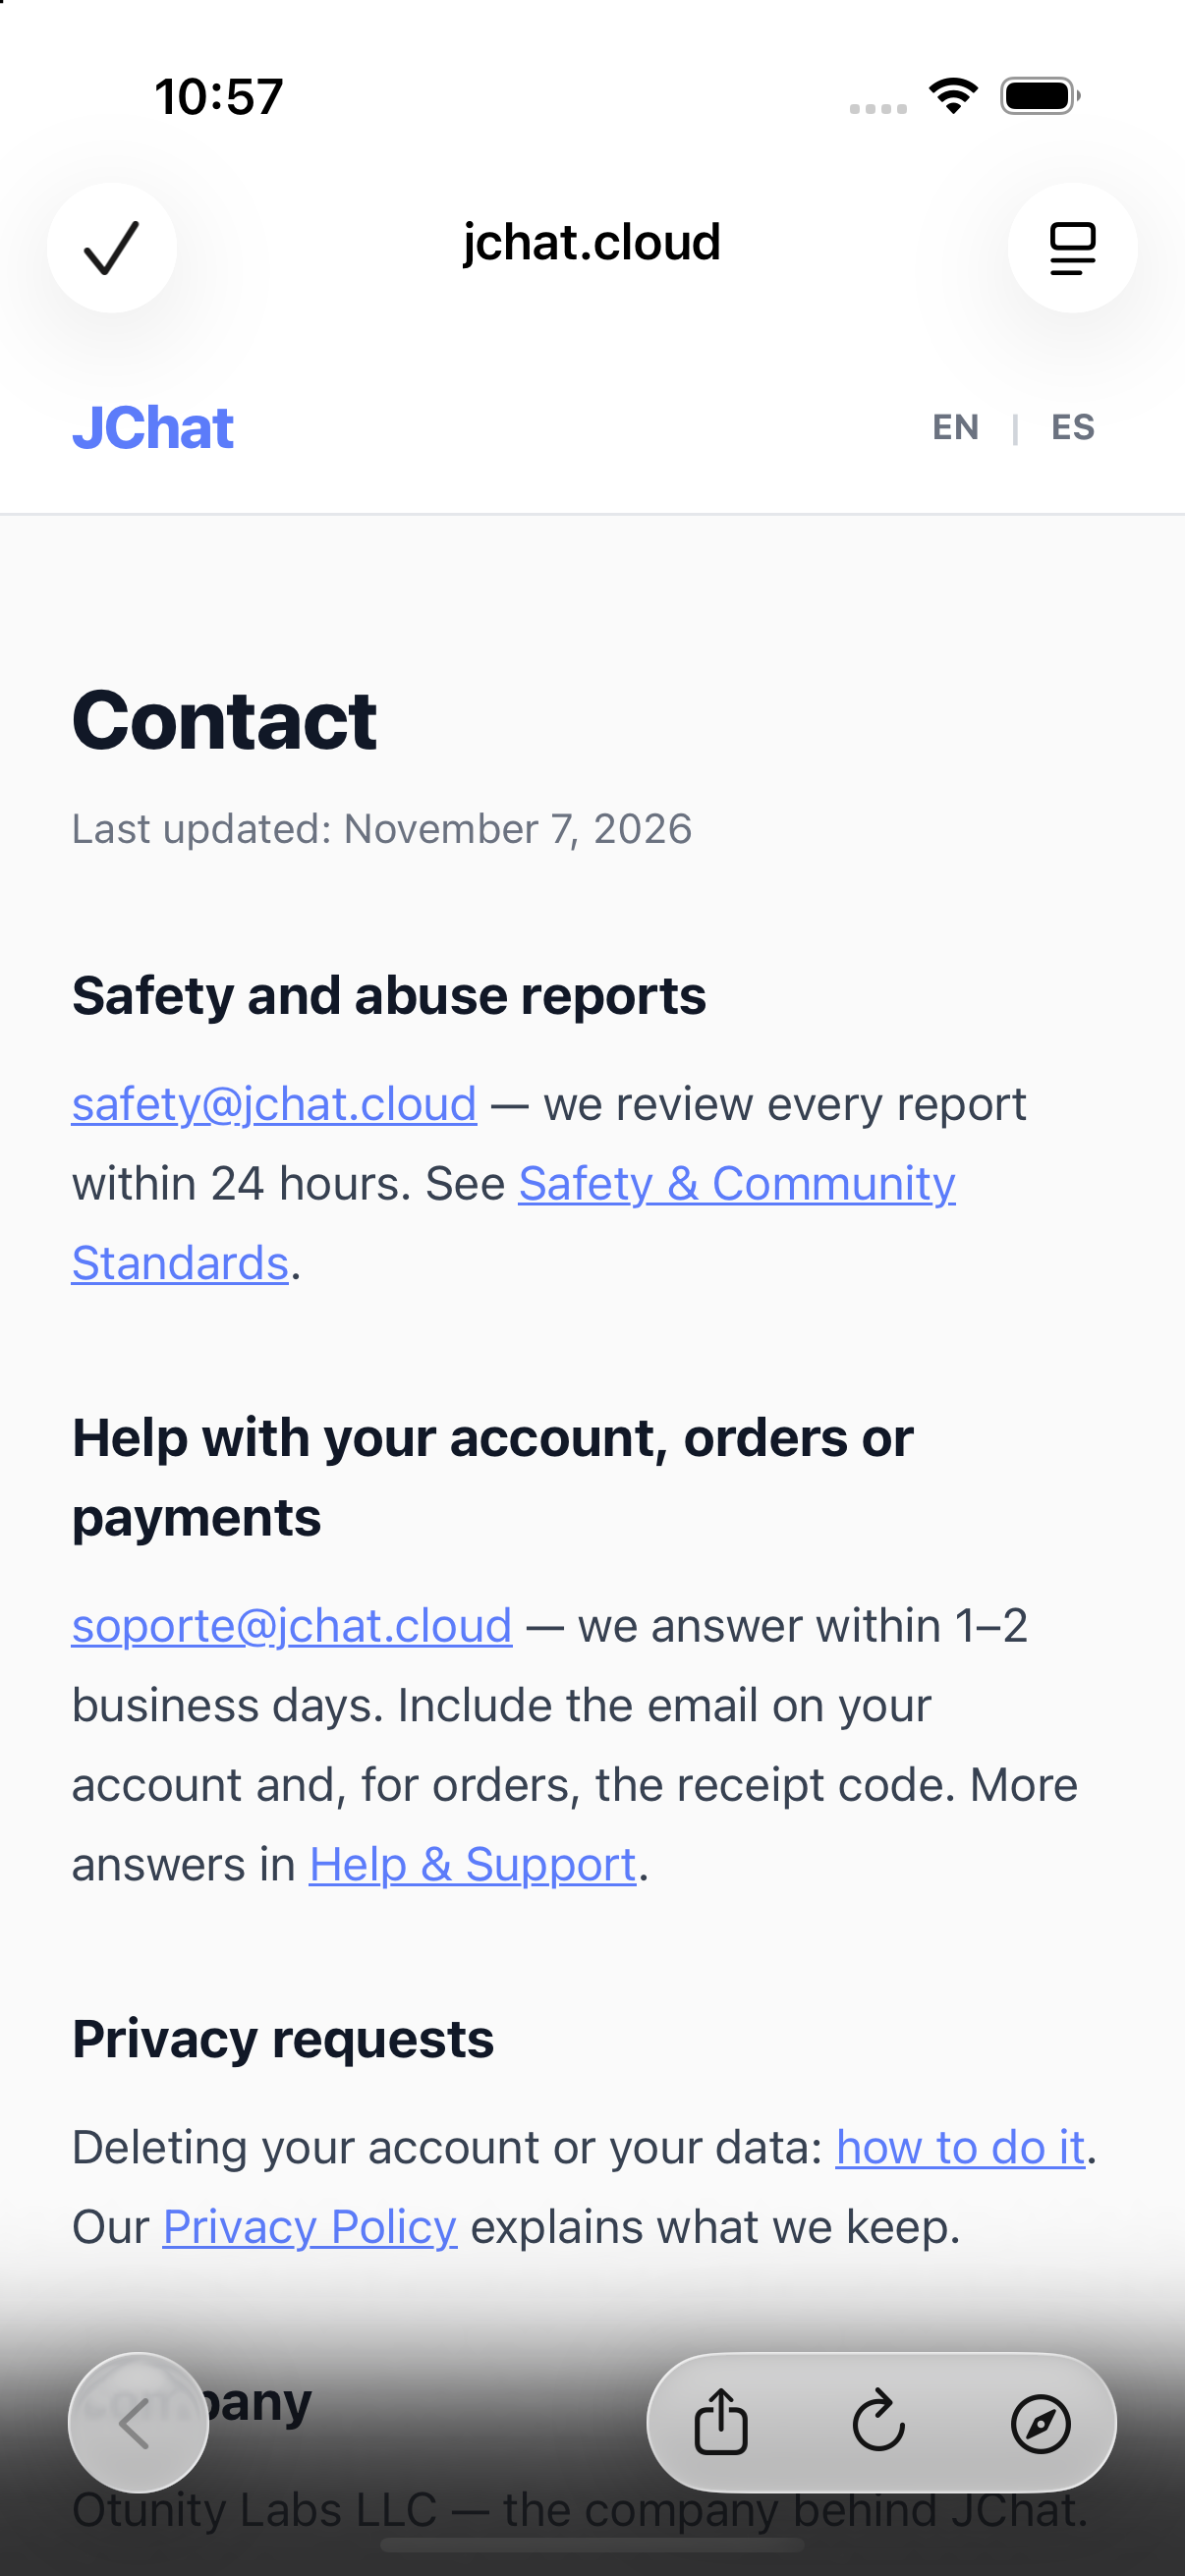 10:57
jchat.cloud
JChat
EN | ES
Contact
Last updated: November 7, 2026
Safety and abuse reports
safety@jchat.cloud — we review every report
within 24 hours. See Safety & Community
Standards.
Help with your account, orders or
payments
soporte@jchat.cloud — we answer within 1–2
business days. Include the email on your
account and, for orders, the receipt code. More
answers in Help & Support.
Privacy requests
Deleting your account or your data: how to do it.
Our Privacy Policy explains what we keep.
Company
Otunity Labs LLC — the company behind JChat.